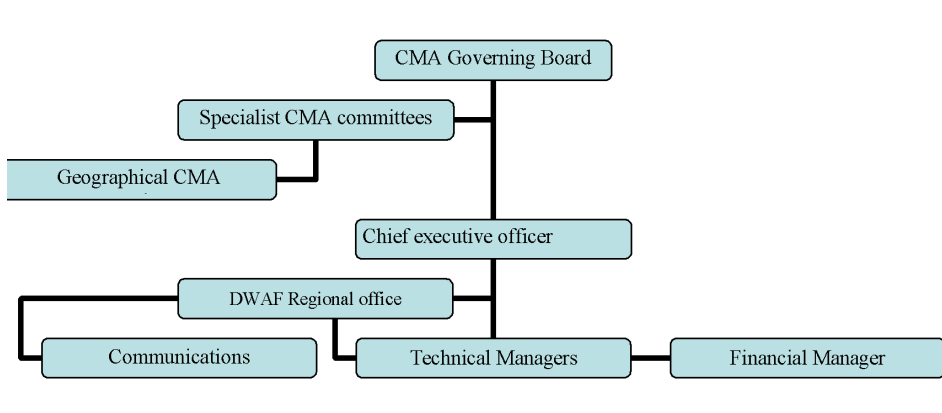 CMA Governing Board
Specialist CMA committees
Geographical CMA
Chief executive officer
DWAF Regional office
Communications
Technical Managers
Financial Manager